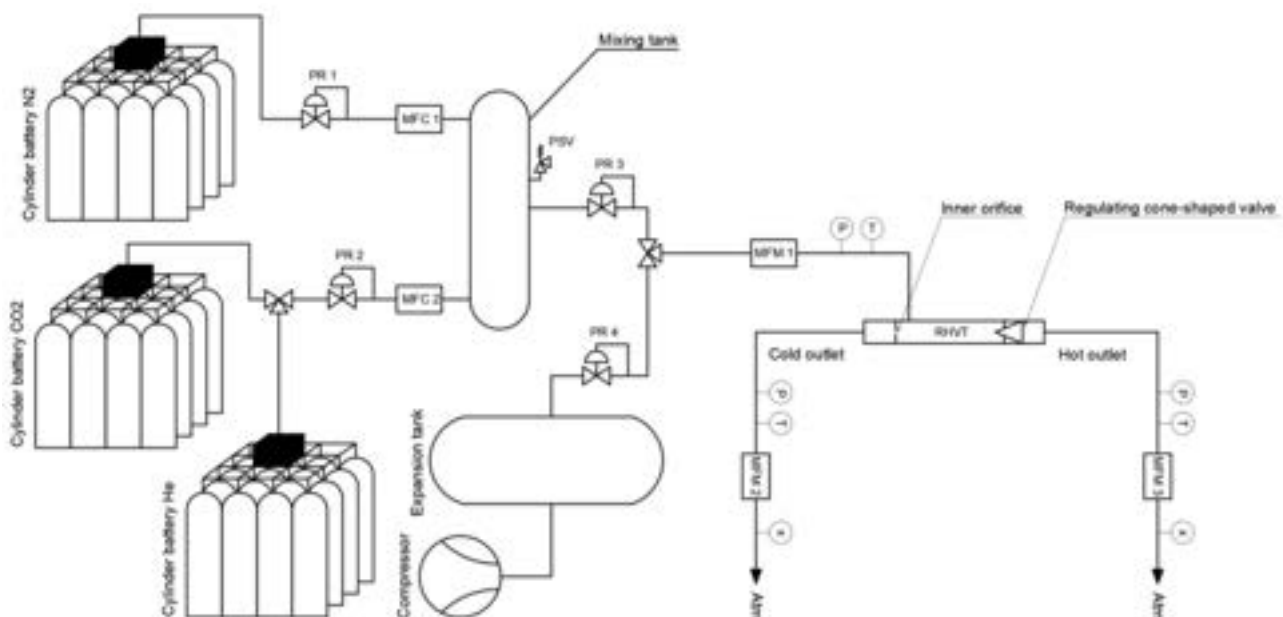 Cylinder battery N2
PR 1
MFC 1
Mixing tank
PSV
PR 3
Cylinder battery CO2
PR 2
MFC 2
PR 4
MFM 1
P
T
Inner orifice
Regulating cone-shaped valve
RHVT
Cold outlet
Hot outlet
P
T
MFM 2
x
Atm
P
T
MFM 3
x
Atm
Expansion tank
Cylinder battery He
Compressor